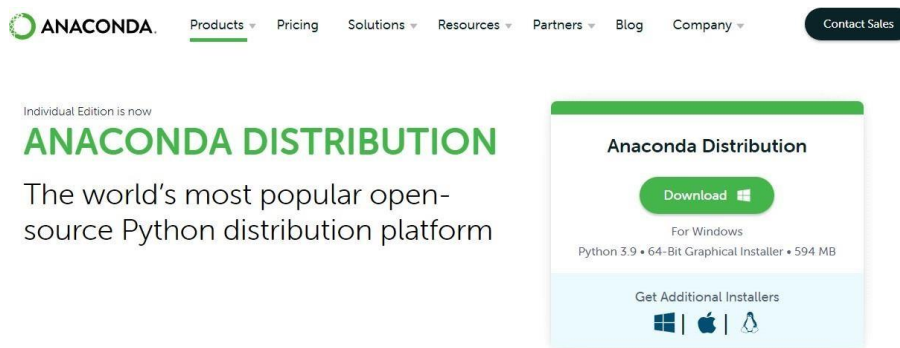 ANACONDA.
Products
Pricing
Solutions
Resources
Partners
Blog
Company
Contact Sales
Individual Edition is now
ANACONDA DISTRIBUTION
The world's most popular open-
source Python distribution platform
Anaconda Distribution
Download
For Windows
Python 3.9 • 64-Bit Graphical Installer • 594 MB
Get Additional Installers
| |